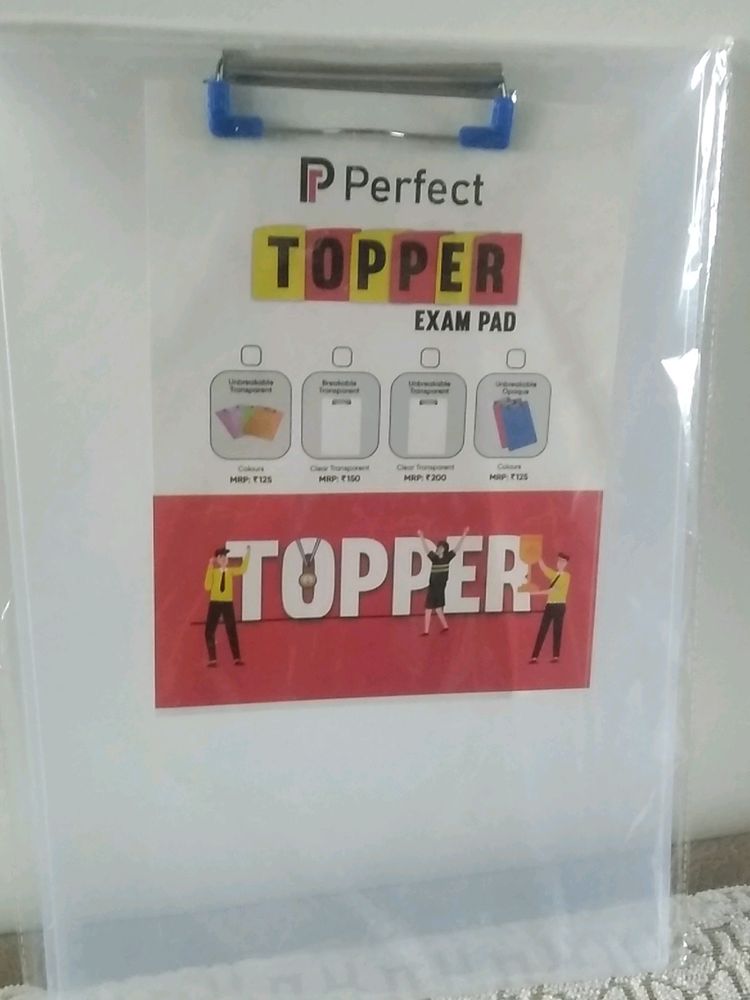 Perfect
TOPPER
EXAM PAD
Unbreakable Transparent
Breakable Transparent
Unbreakable Transparent
Unbreakable Opaque
Colours
MRP: ₹125
Clear Transparent
MRP: ₹150
Clear Transparent
MRP: ₹200
Colours
MRP: ₹125
TOPPER